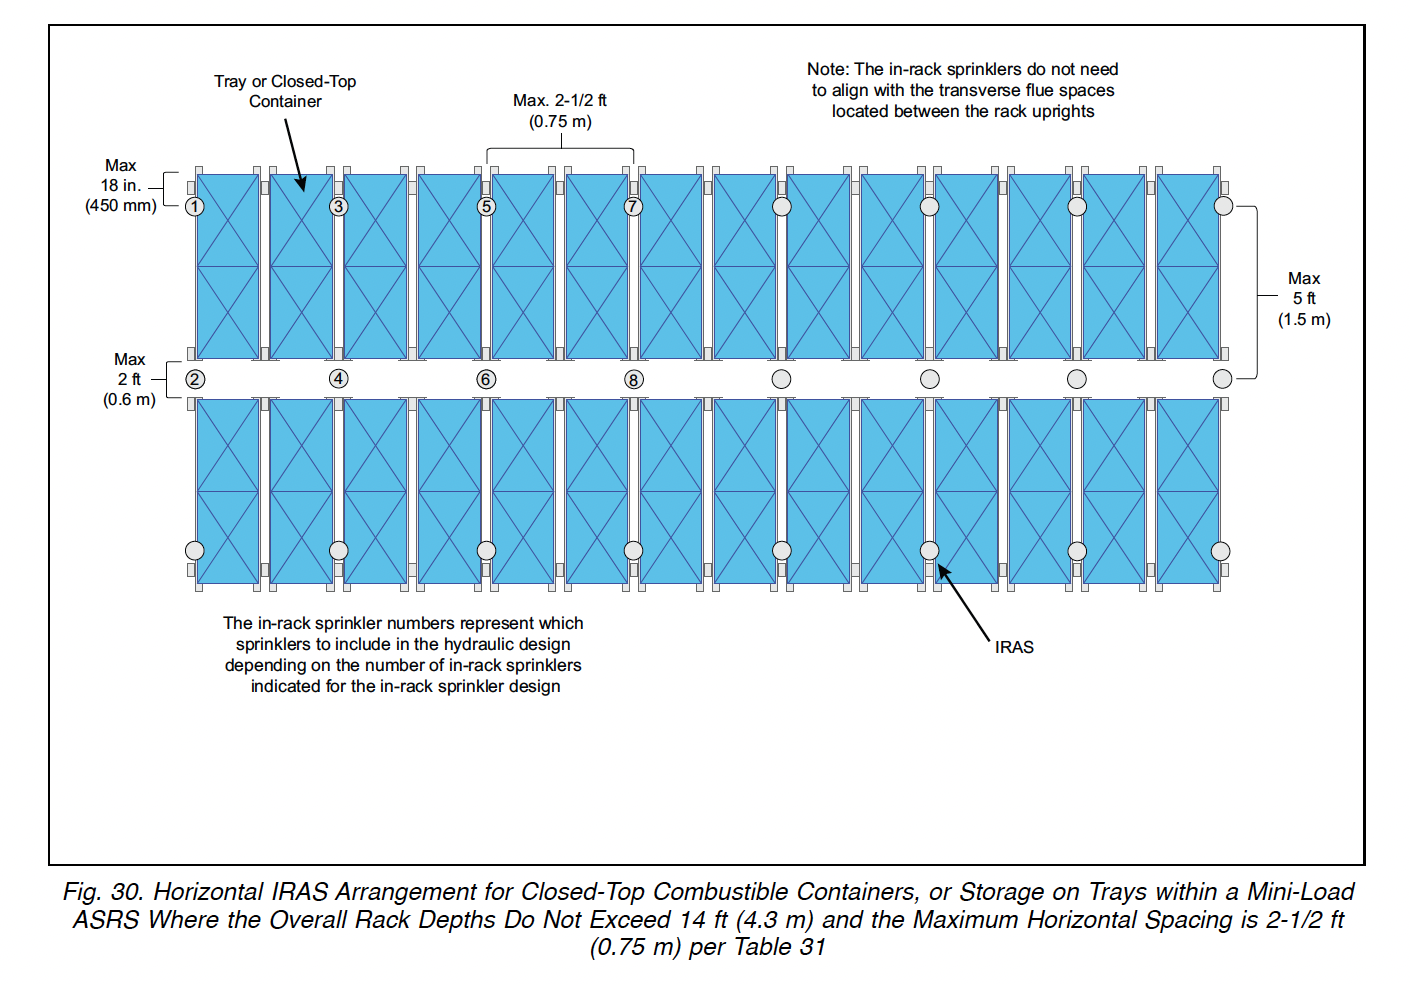 Tray or Closed-Top
Container
Max. 2-1/2 ft
(0.75 m)
Note: The in-rack sprinklers do not need
to align with the transverse flue spaces
located between the rack uprights
Max
18 in.
(450 mm)
1
3
5
7
Max
5 ft
(1.5 m)
Max
2 ft
(0.6 m)
2
4
6
8
The in-rack sprinkler numbers represent which
sprinklers to include in the hydraulic design
depending on the number of in-rack sprinklers
indicated for the in-rack sprinkler design
IRAS
Fig. 30. Horizontal IRAS Arrangement for Closed-Top Combustible Containers, or Storage on Trays within a Mini-Load
ASRS Where the Overall Rack Depths Do Not Exceed 14 ft (4.3 m) and the Maximum Horizontal Spacing is 2-1/2 ft
(0.75 m) per Table 31